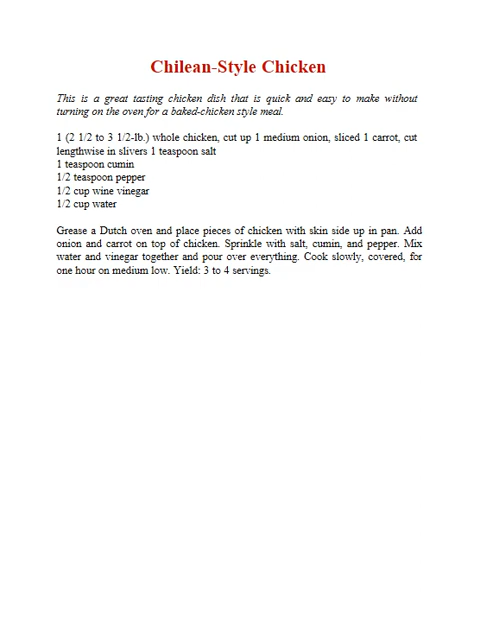 Chilean-Style Chicken
This is a great tasting chicken dish that is quick and easy to make without
turning on the oven for a baked-chicken style meal.
1 (2 1/2 to 3 1/2-lb.) whole chicken, cut up 1 medium onion, sliced 1 carrot, cut
lengthwise in slivers 1 teaspoon salt
1 teaspoon cumin
1/2 teaspoon pepper
1/2 cup wine vinegar
1/2 cup water
Grease a Dutch oven and place pieces of chicken with skin side up in pan. Add
onion and carrot on top of chicken. Sprinkle with salt, cumin, and pepper. Mix
water and vinegar together and pour over everything. Cook slowly, covered, for
one hour on medium low. Yield: 3 to 4 servings.